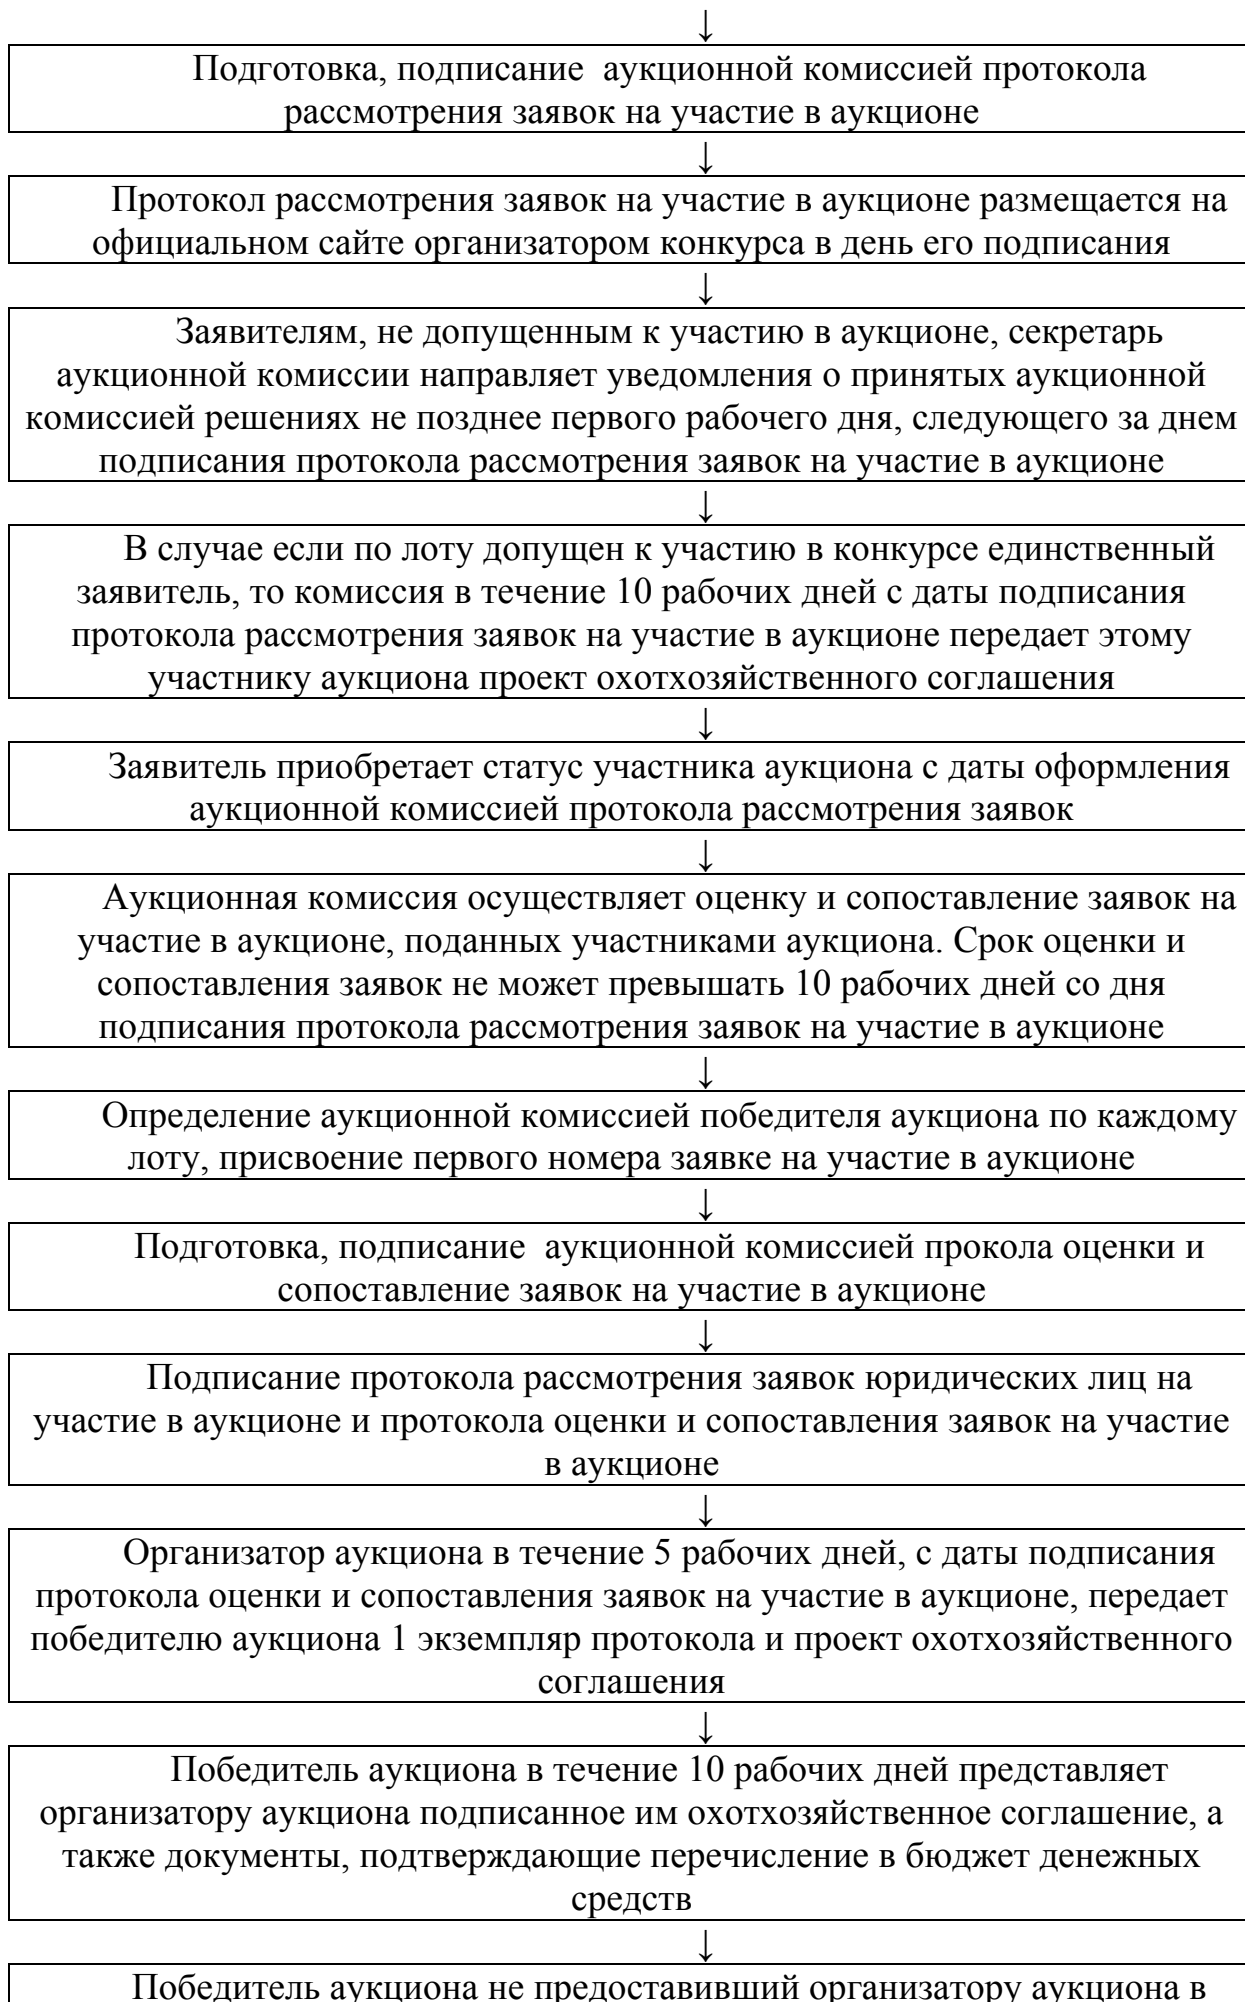 ↓
Подготовка, подписание  аукционной комиссией протокола
рассмотрения заявок на участие в аукционе
↓
Протокол рассмотрения заявок на участие в аукционе размещается на
официальном сайте организатором конкурса в день его подписания
↓
Заявителям, не допущенным к участию в аукционе, секретарь
аукционной комиссии направляет уведомления о принятых аукционной
комиссией решениях не позднее первого рабочего дня, следующего за днем
подписания протокола рассмотрения заявок на участие в аукционе
↓
В случае если по лоту допущен к участию в конкурсе единственный
заявитель, то комиссия в течение 10 рабочих дней с даты подписания
протокола рассмотрения заявок на участие в аукционе передает этому
участнику аукциона проект охотхозяйственного соглашения
↓
Заявитель приобретает статус участника аукциона с даты оформления
аукционной комиссией протокола рассмотрения заявок
↓
Аукционная комиссия осуществляет оценку и сопоставление заявок на
участие в аукционе, поданных участниками аукциона. Срок оценки и
сопоставления заявок не может превышать 10 рабочих дней со дня
подписания протокола рассмотрения заявок на участие в аукционе
↓
Определение аукционной комиссией победителя аукциона по каждому
лоту, присвоение первого номера заявке на участие в аукционе
↓
Подготовка, подписание  аукционной комиссией прокола оценки и
сопоставление заявок на участие в аукционе
↓
Подписание протокола рассмотрения заявок юридических лиц на
участие в аукционе и протокола оценки и сопоставления заявок на участие
в аукционе
↓
Организатор аукциона в течение 5 рабочих дней, с даты подписания
протокола оценки и сопоставления заявок на участие в аукционе, передает
победителю аукциона 1 экземпляр протокола и проект охотхозяйственного
соглашения
↓
Победитель аукциона в течение 10 рабочих дней представляет
организатору аукциона подписанное им охотхозяйственное соглашение, а
также документы, подтверждающие перечисление в бюджет денежных
средств
↓
Победитель аукциона не предоставивший организатору аукциона в